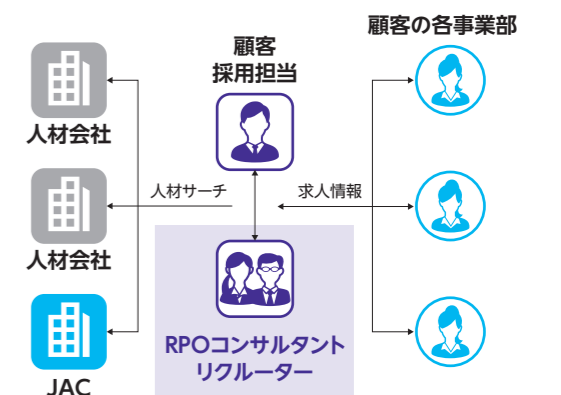 顧客の各事業部
顧客
採用担当
人材会社
人材サーチ
求人情報
人材会社
RPOコンサルタント
リクルーター
JAC